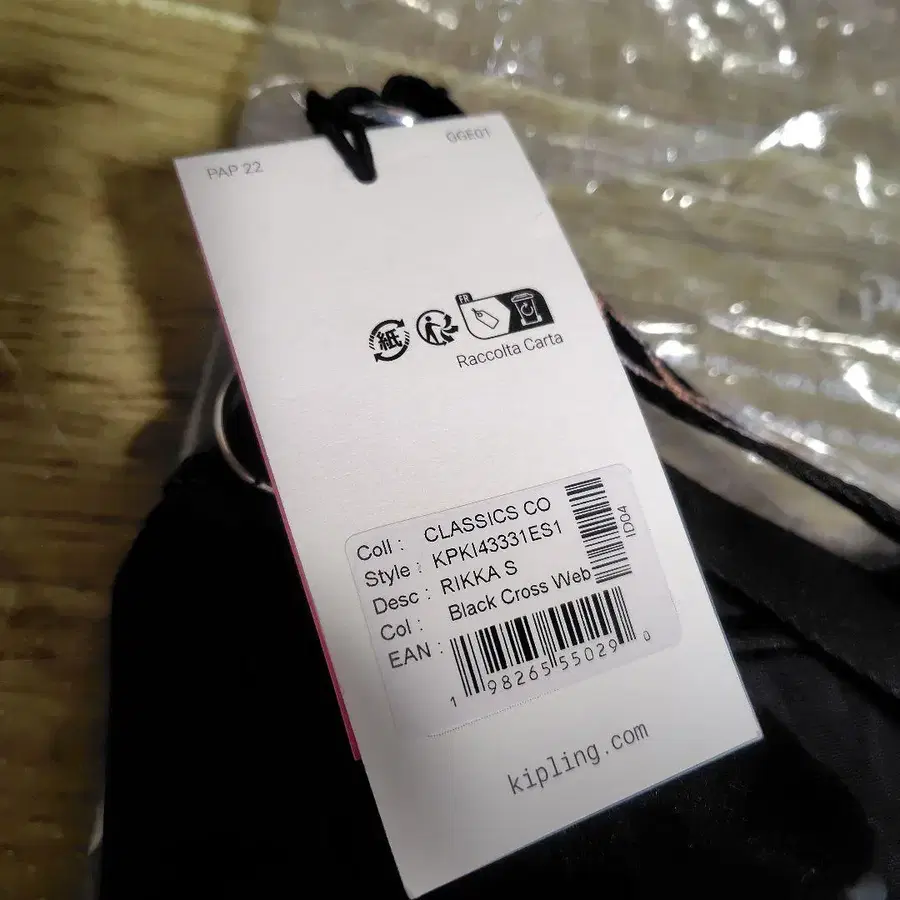 PAP 22
GGE01
紙
FR
Raccolta Carta
Coll : CLASSICS CO
Style : KPKI43331ES1
Desc : RIKKA S
Col : Black Cross Web
EAN :
ID04
1 98265 55029 0
kipling.com